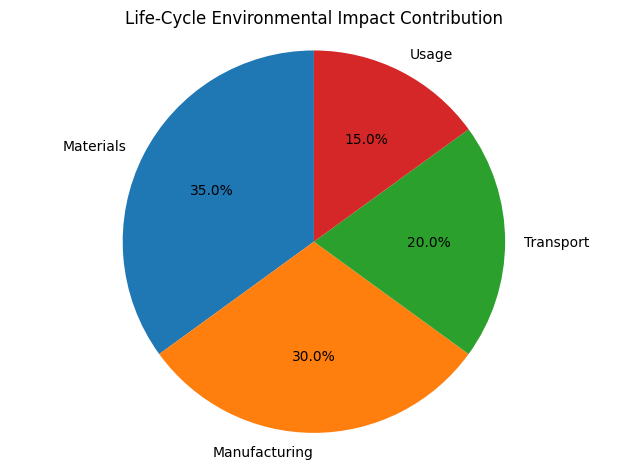 Life-Cycle Environmental Impact Contribution
Usage
Materials
15.0%
35.0%
20.0%
Transport
30.0%
Manufacturing